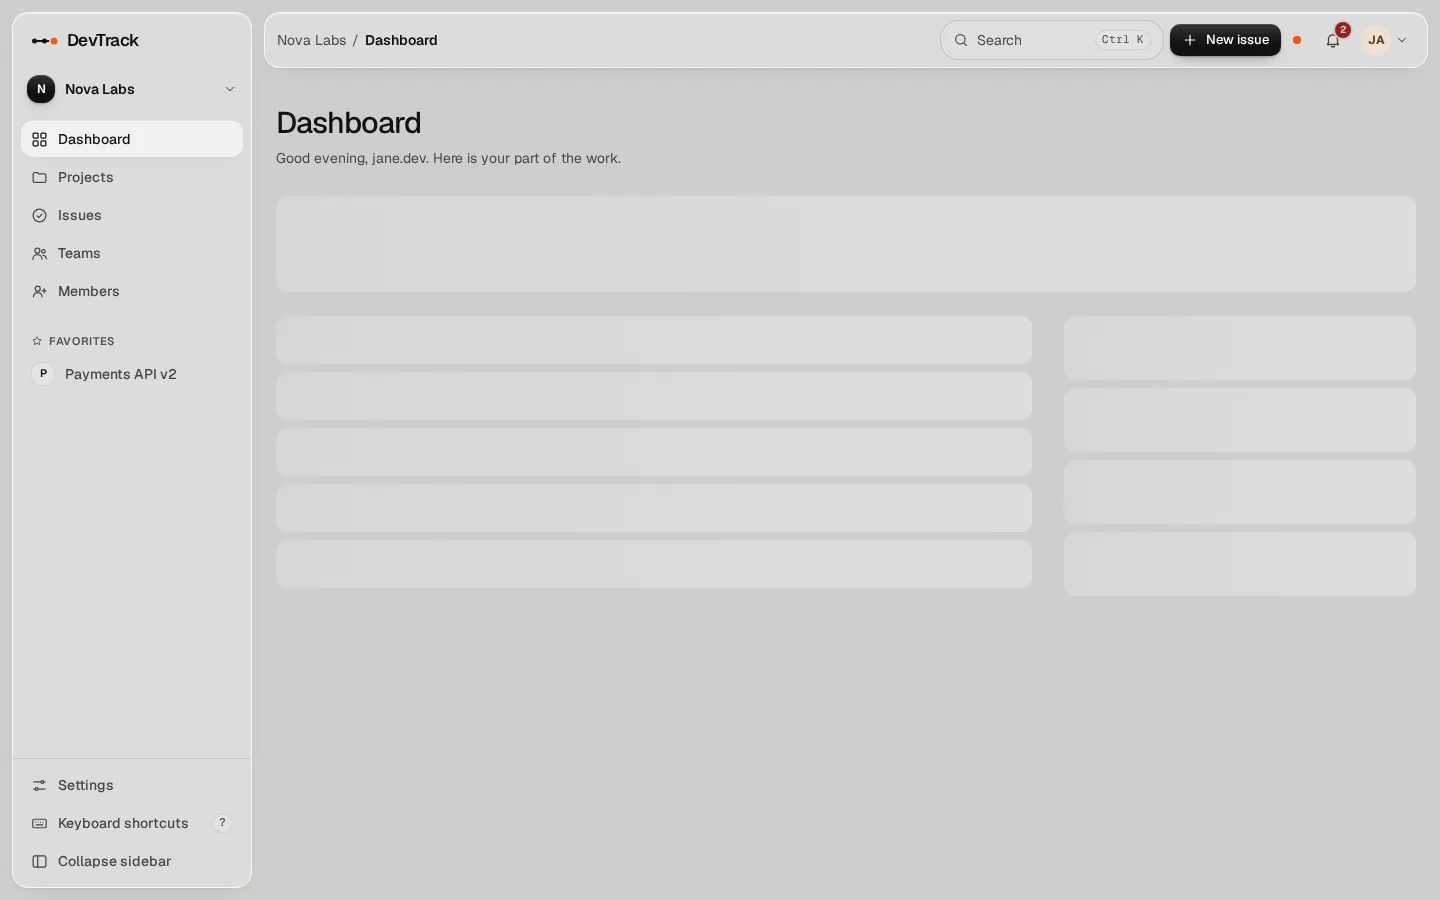 DevTrack
N Nova Labs
Dashboard
Projects
Issues
Teams
Members
FAVORITES
P Payments API v2
Settings
Keyboard shortcuts ?
Collapse sidebar
Nova Labs / Dashboard
Search Ctrl K
New issue
2
JA
Dashboard
Good evening, jane.dev. Here is your part of the work.